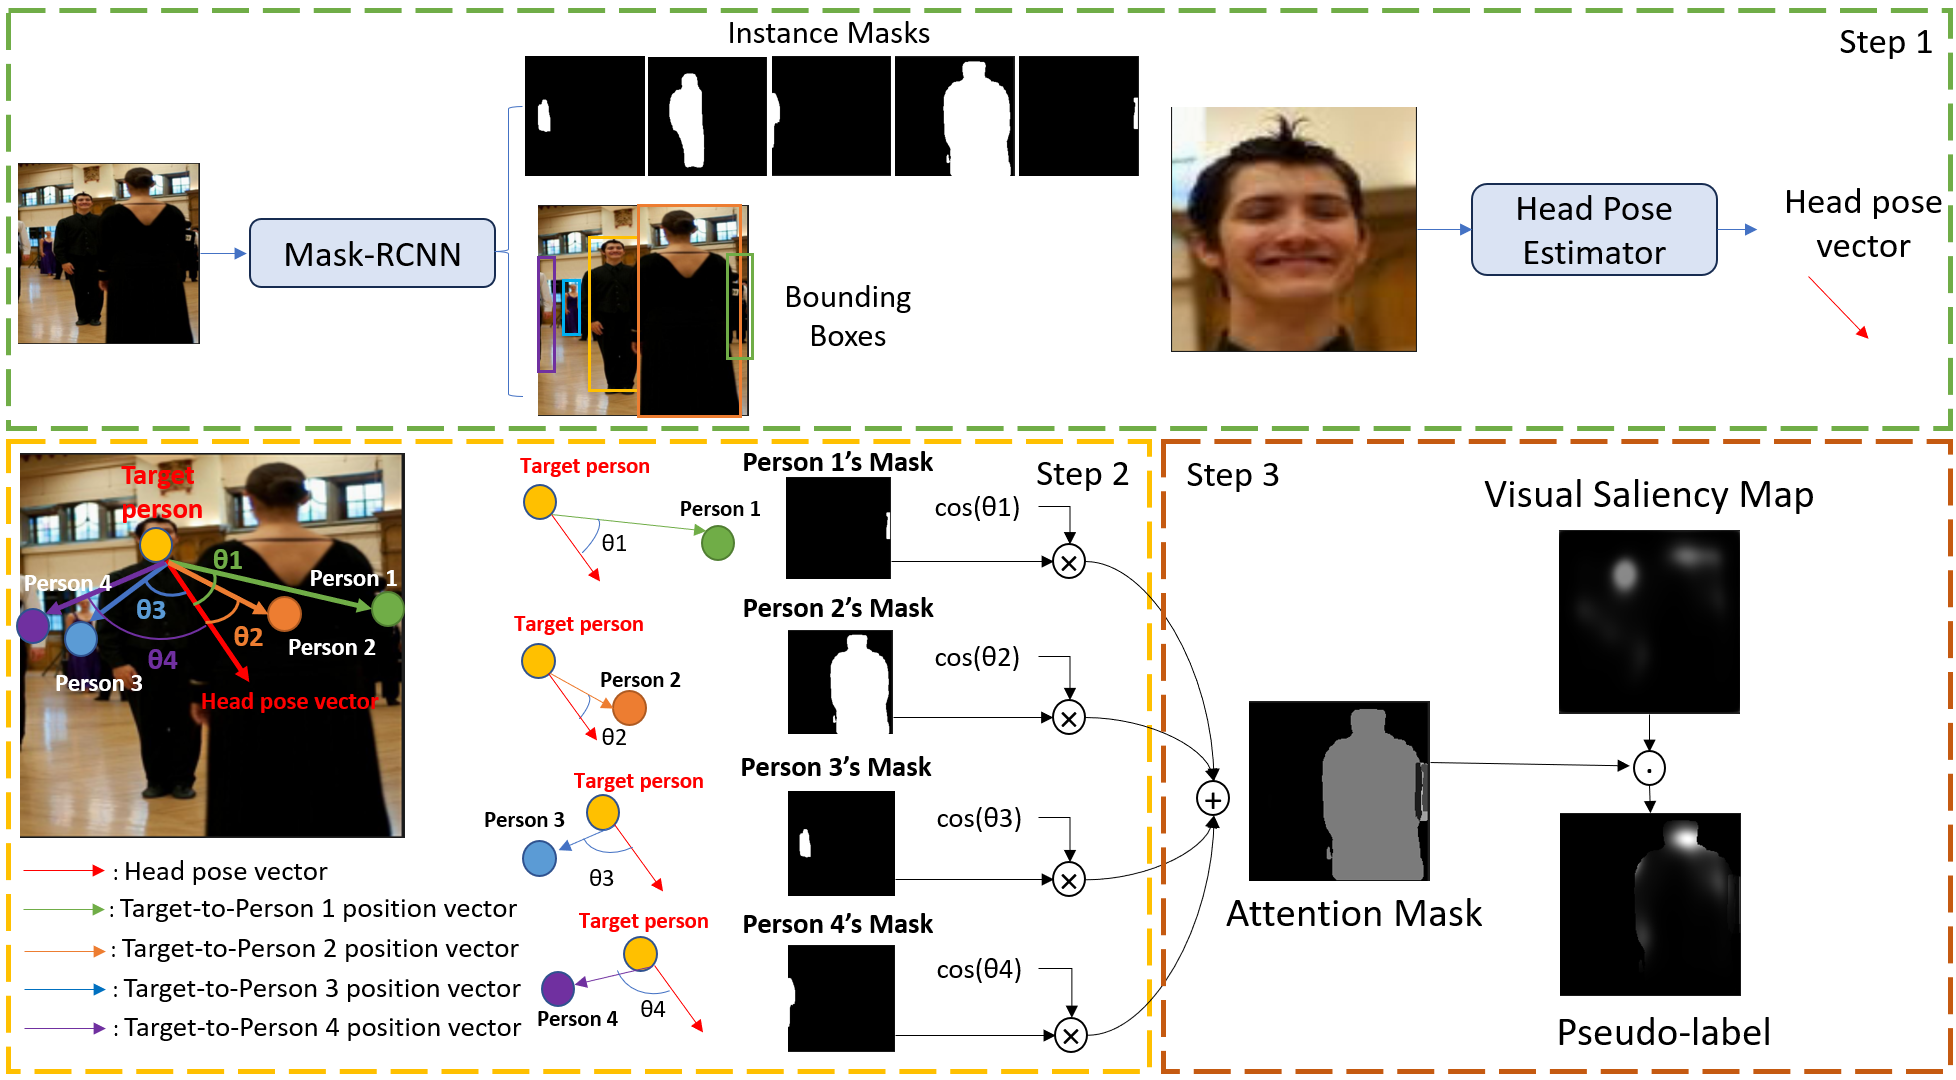 Instance Masks
Step 1
Mask-RCNN
Bounding
Boxes
Head Pose
Estimator
Head pose
vector
Target
person
Person 4
Person 1
θ1
θ3
θ2
θ4
Person 2
Person 3
Head pose vector
: Head pose vector
: Target-to-Person 1 position vector
: Target-to-Person 2 position vector
: Target-to-Person 3 position vector
: Target-to-Person 4 position vector
Step 2
Target person
Person 1
θ1
Person 1's Mask
cos(θ1)
×
Target person
Person 2
θ2
Person 2's Mask
cos(θ2)
×
Target person
Person 3
θ3
Person 3's Mask
cos(θ3)
×
Target person
Person 4
θ4
Person 4's Mask
cos(θ4)
×
+
Step 3
Visual Saliency Map
Attention Mask
·
Pseudo-label